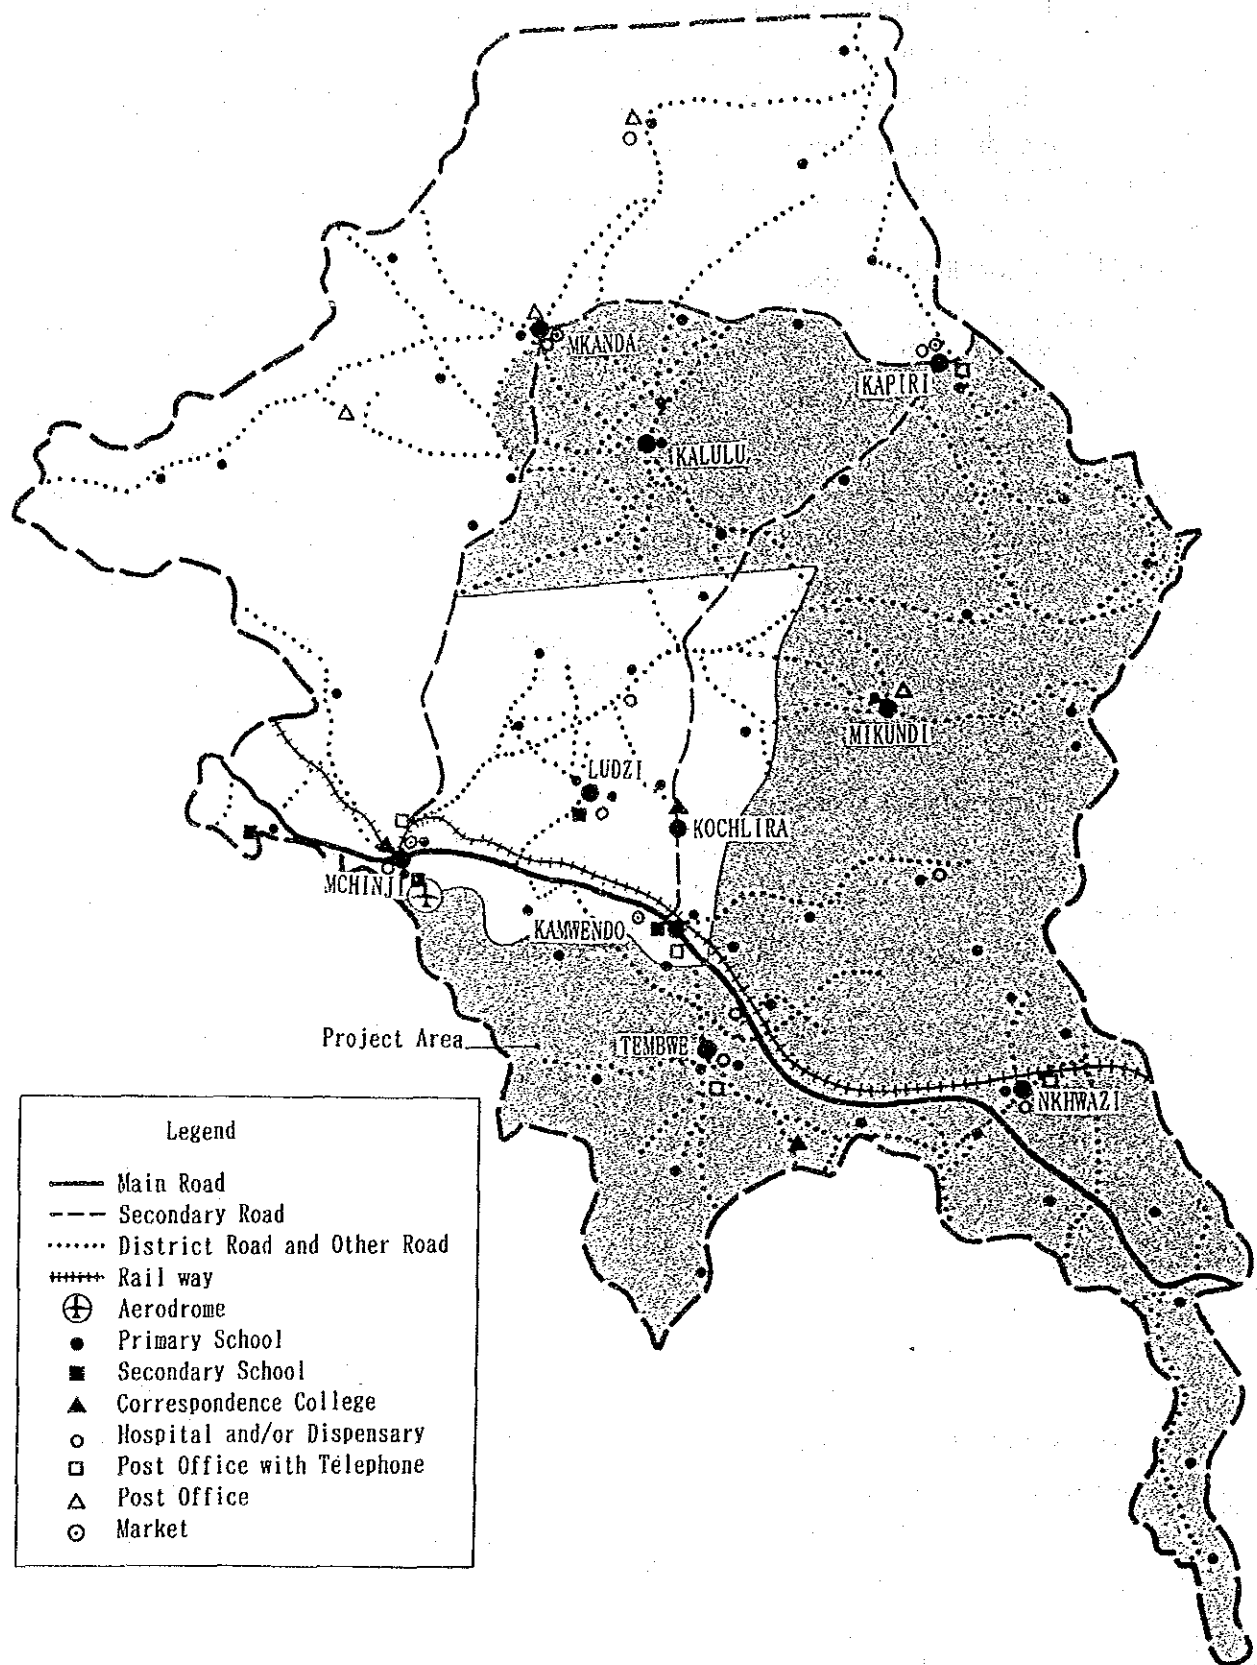 MKANDA
KAPIRI
KALULU
MIKUNDI
LUDZI
KOCHLIRA
MCHINJI
KAMWENDO
Project Area
TEMBWE
NKHWAZI
Legend
Main Road
Secondary Road
District Road and Other Road
Rail way
Aerodrome
Primary School
Secondary School
Correspondence College
Hospital and/or Dispensary
Post Office with Telephone
Post Office
Market